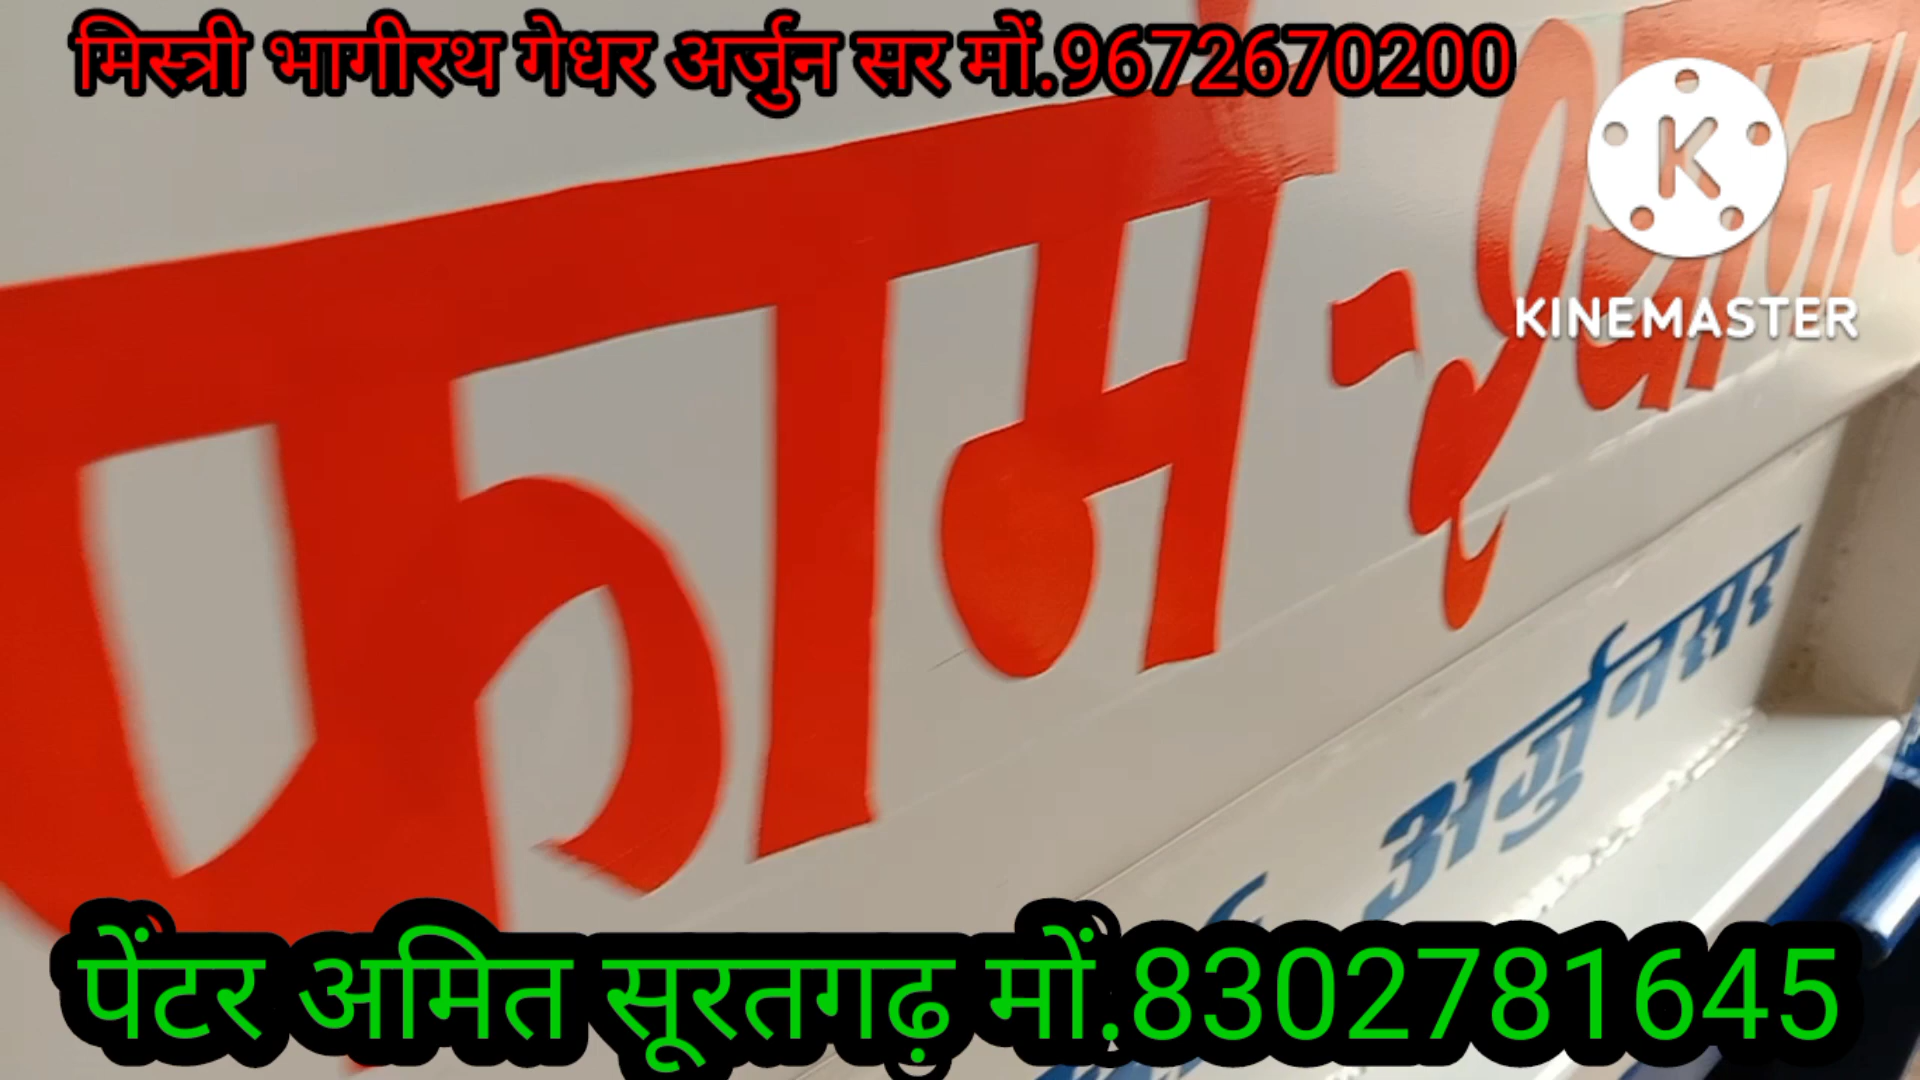 मिस्त्री भागीरथ गेधर अर्जुन सर मों.9672670200
KINEMASTER
फार्म
अर्जुनसर
पेंटर अमित सूरतगढ़ मों.8302781645